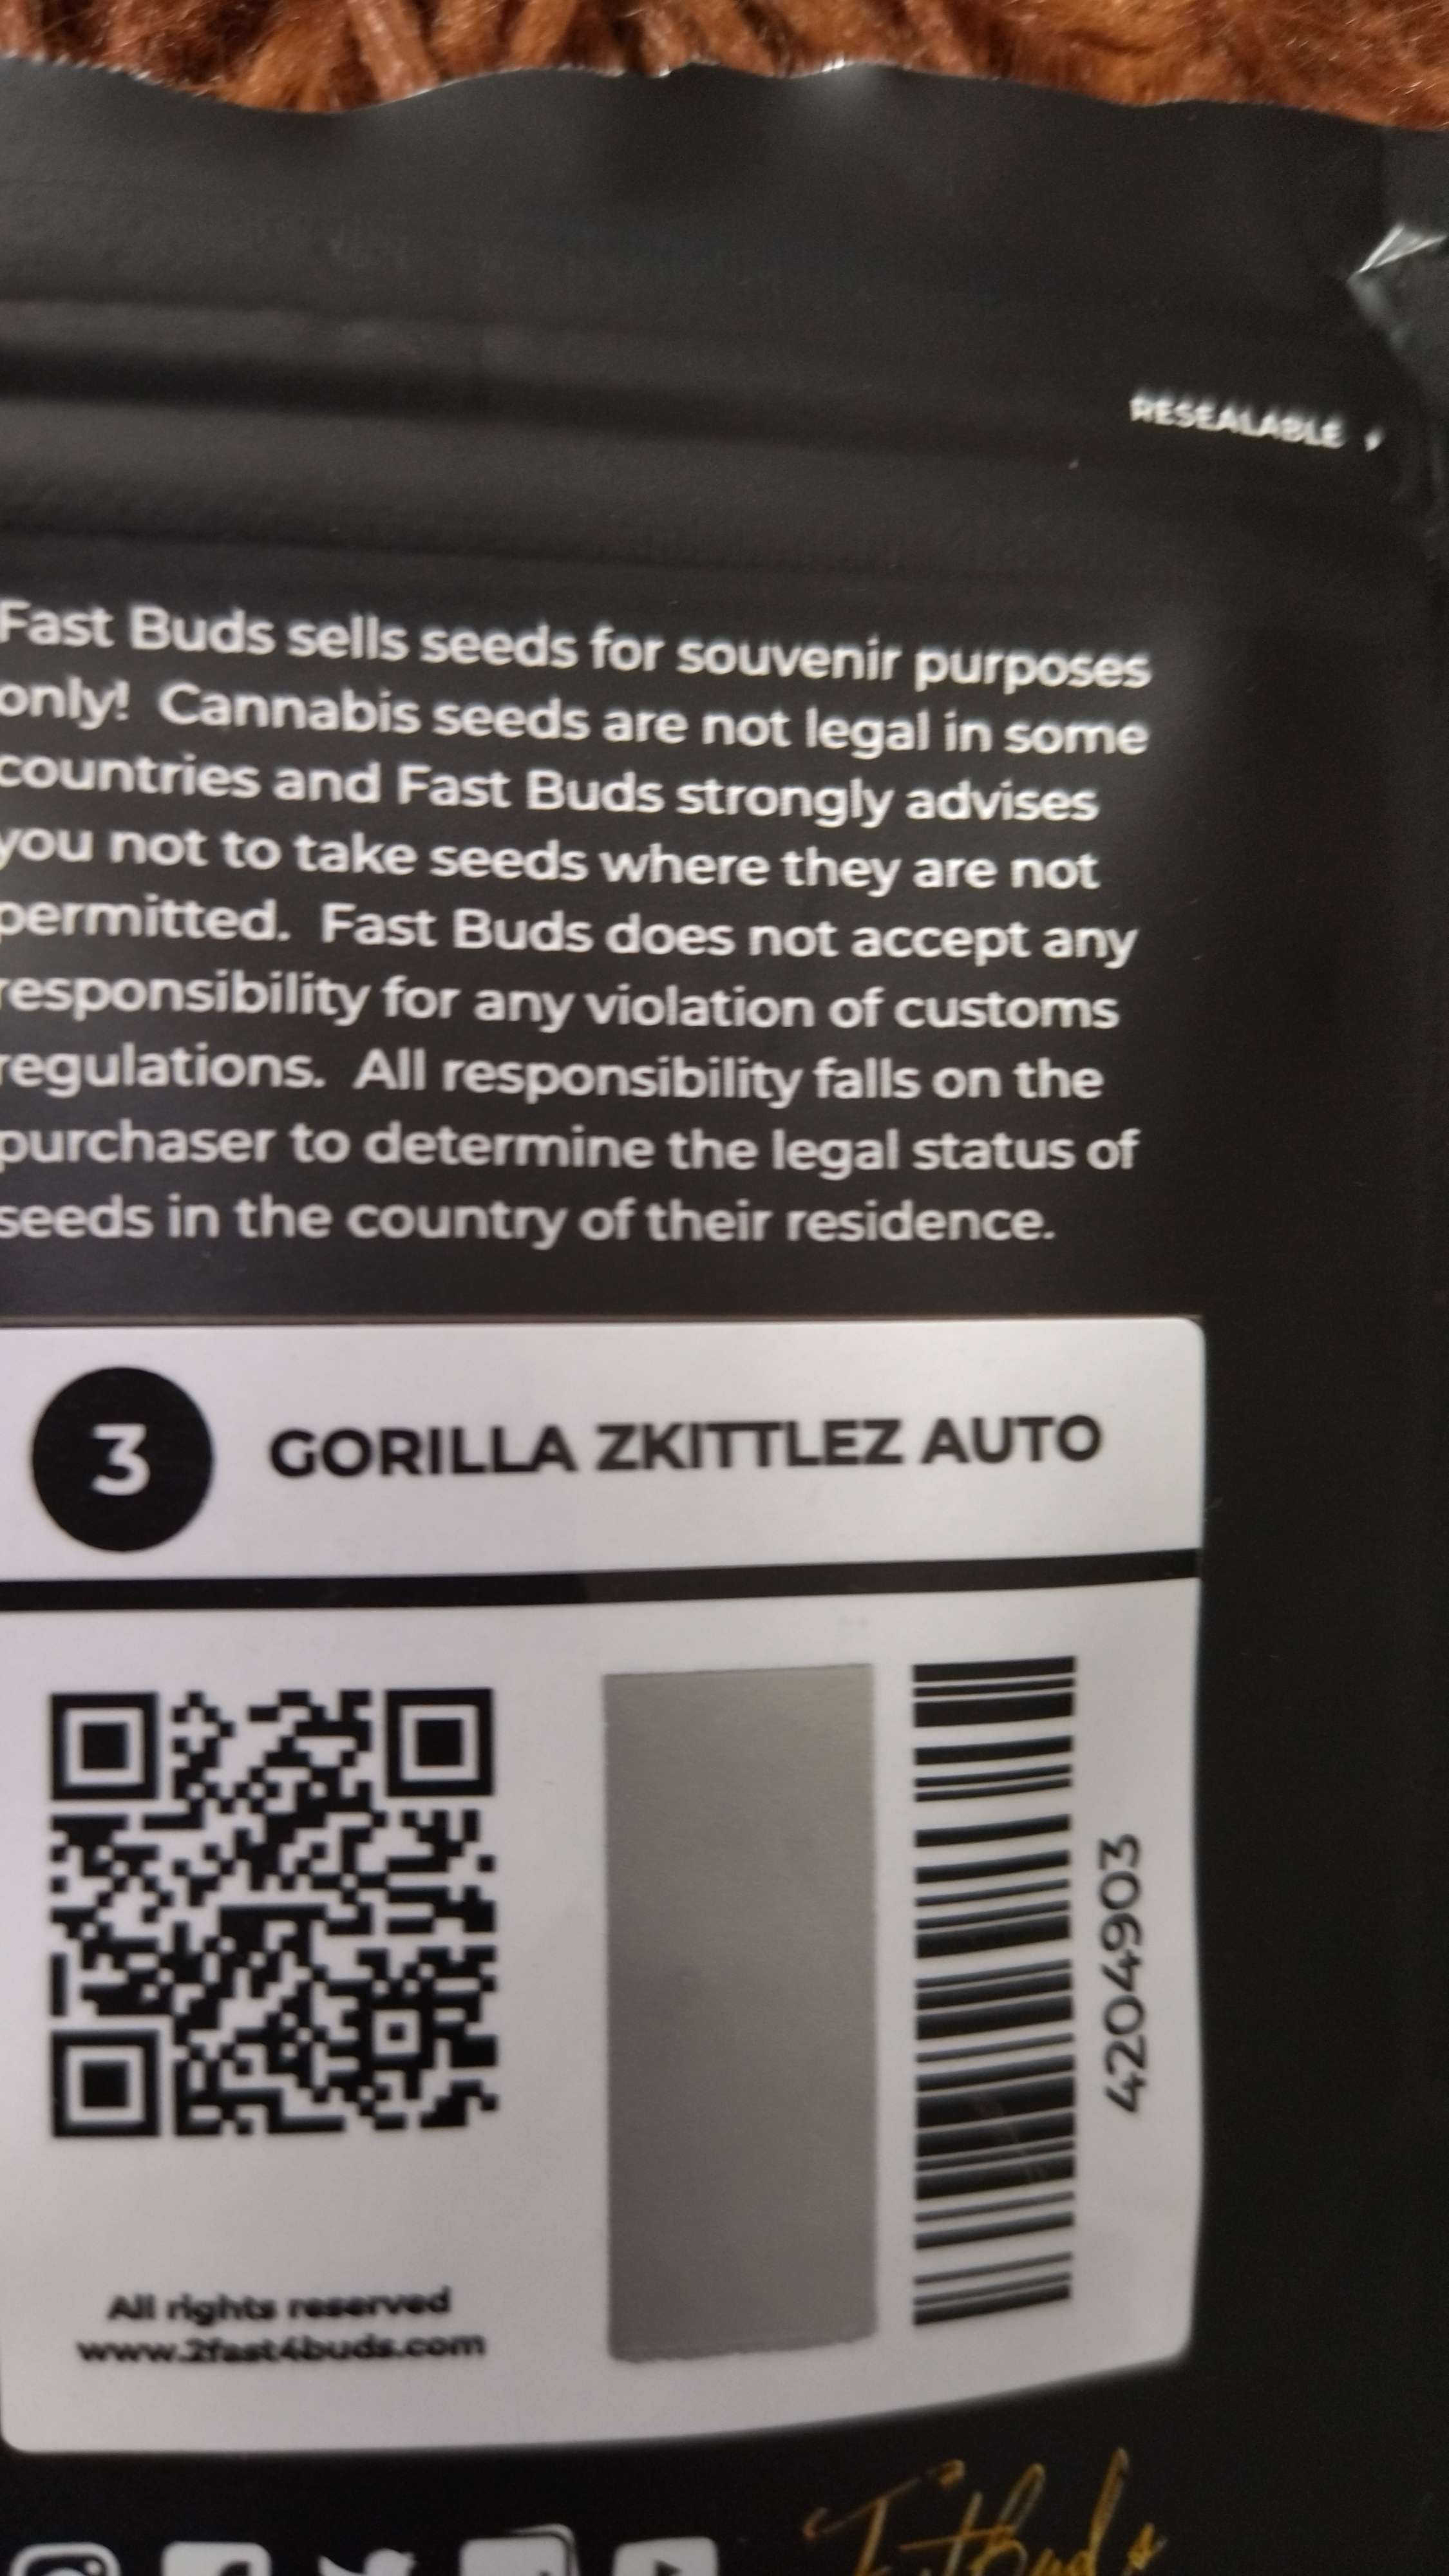 RESEALABLE
Fast Buds sells seeds for souvenir purposes
only! Cannabis seeds are not legal in some
countries and Fast Buds strongly advises
you not to take seeds where they are not
permitted. Fast Buds does not accept any
responsibility for any violation of customs
regulations. All responsibility falls on the
purchaser to determine the legal status of
seeds in the country of their residence.
3 GORILLA ZKITTLEZ AUTO
4204903
All rights reserved
www.2fast4buds.com
FastBuds